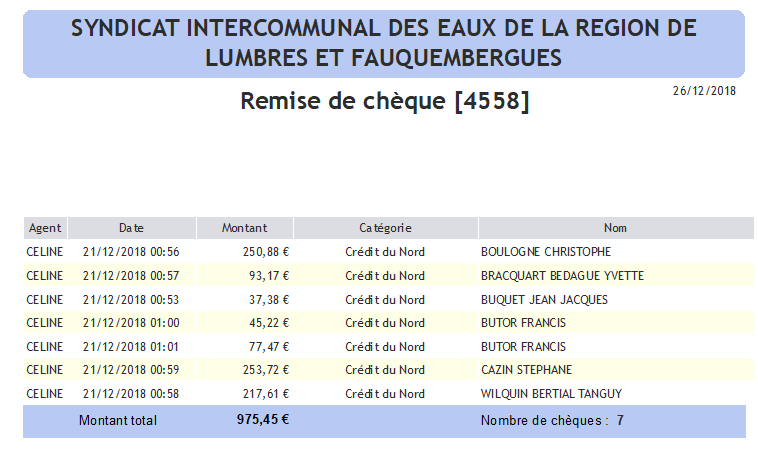 SYNDICAT INTERCOMMUNAL DES EAUX DE LA REGION DE
LUMBRES ET FAUQUEMBERGUES
26/12/2018
Remise de chèque [4558]
Agent Date Montant Catégorie Nom
CELINE 21/12/2018 00:56 250,88 € Crédit du Nord BOULOGNE CHRISTOPHE
CELINE 21/12/2018 00:57 93,17 € Crédit du Nord BRACQUART BEDAGUE YVETTE
CELINE 21/12/2018 00:53 37,38 € Crédit du Nord BUQUET JEAN JACQUES
CELINE 21/12/2018 01:00 45,22 € Crédit du Nord BUTOR FRANCIS
CELINE 21/12/2018 01:01 77,47 € Crédit du Nord BUTOR FRANCIS
CELINE 21/12/2018 00:59 253,72 € Crédit du Nord CAZIN STEPHANE
CELINE 21/12/2018 00:58 217,61 € Crédit du Nord WILQUIN BERTIAL TANGUY
Montant total 975,45 € Nombre de chèques : 7